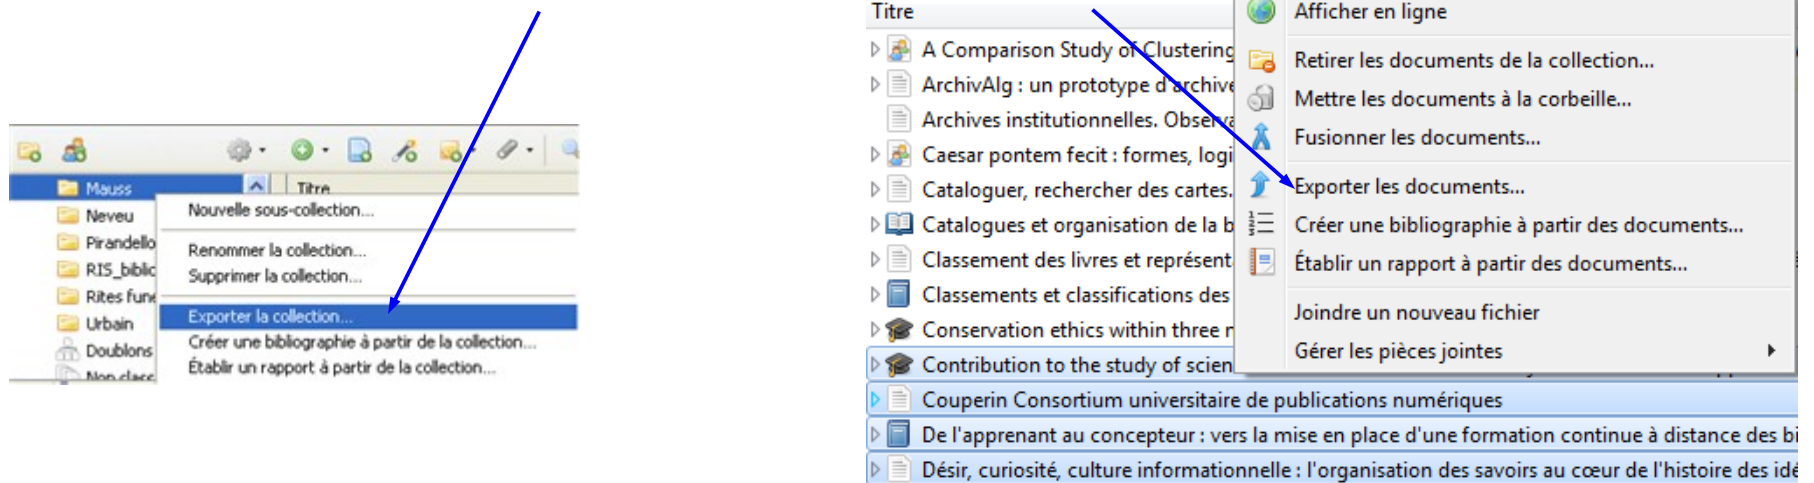 Titre
Mauss
Neveu
Pirandello
RIS_biblic
Rites fune
Urbain
Doublons
Non classe
Nouvelle sous-collection...
Renommer la collection...
Supprimer la collection...
Exporter la collection...
Créer une bibliographie à partir de la collection...
Établir un rapport à partir de la collection...
Titre
A Comparison Study of Clustering
ArchivAlg : un prototype d'archive
Archives institutionnelles. Observa
Caesar pontem fecit : formes, logi
Cataloguer, rechercher des cartes.
Catalogues et organisation de la b
Classement des livres et représent
Classements et classifications des
Conservation ethics within three n
Contribution to the study of scien
Couperin Consortium universitaire de publications numériques
De l'apprenant au concepteur : vers la mise en place d'une formation continue à distance des bi
Désir, curiosité, culture informationnelle : l'organisation des savoirs au cœur de l'histoire des idé
Afficher en ligne
Retirer les documents de la collection...
Mettre les documents à la corbeille...
Fusionner les documents...
Exporter les documents...
Créer une bibliographie à partir des documents...
Établir un rapport à partir des documents...
Joindre un nouveau fichier
Gérer les pièces jointes